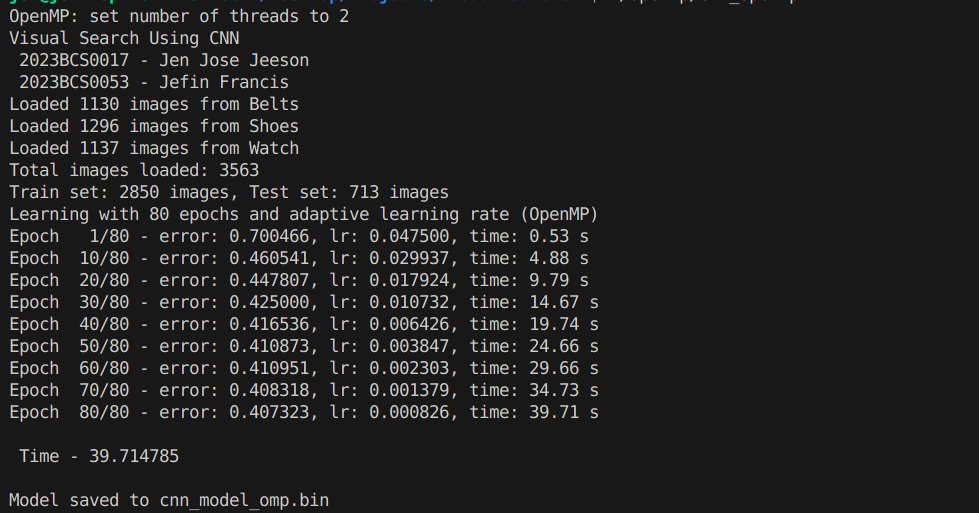 OpenMP: set number of threads to 2
Visual Search Using CNN
2023BCS0017 - Jen Jose Jeeson
2023BCS0053 - Jefin Francis
Loaded 1130 images from Belts
Loaded 1296 images from Shoes
Loaded 1137 images from Watch
Total images loaded: 3563
Train set: 2850 images, Test set: 713 images
Learning with 80 epochs and adaptive learning rate (OpenMP)
Epoch   1/80 - error: 0.700466, lr: 0.047500, time: 0.53 s
Epoch  10/80 - error: 0.460541, lr: 0.029937, time: 4.88 s
Epoch  20/80 - error: 0.447807, lr: 0.017924, time: 9.79 s
Epoch  30/80 - error: 0.425000, lr: 0.010732, time: 14.67 s
Epoch  40/80 - error: 0.416536, lr: 0.006426, time: 19.74 s
Epoch  50/80 - error: 0.410873, lr: 0.003847, time: 24.66 s
Epoch  60/80 - error: 0.410951, lr: 0.002303, time: 29.66 s
Epoch  70/80 - error: 0.408318, lr: 0.001379, time: 34.73 s
Epoch  80/80 - error: 0.407323, lr: 0.000826, time: 39.71 s
Time - 39.714785
Model saved to cnn_model_omp.bin